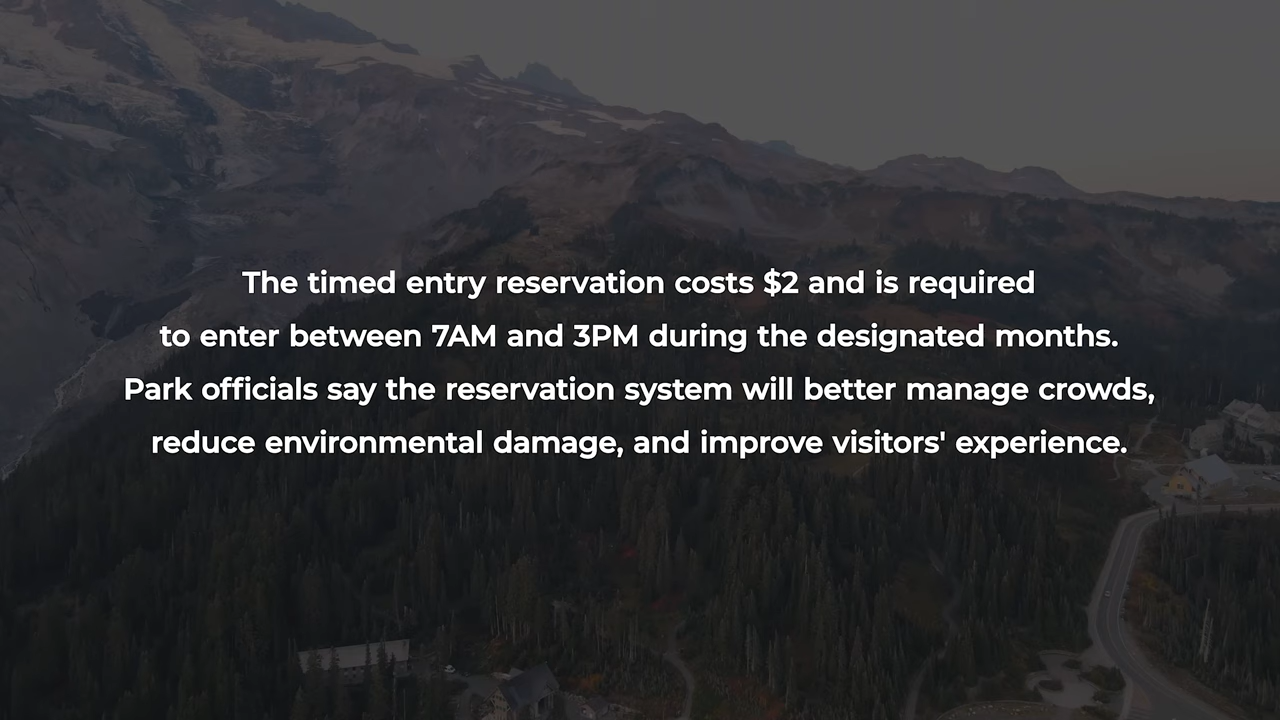 The timed entry reservation costs $2 and is required
to enter between 7AM and 3PM during the designated months.
Park officials say the reservation system will better manage crowds,
reduce environmental damage, and improve visitors' experience.